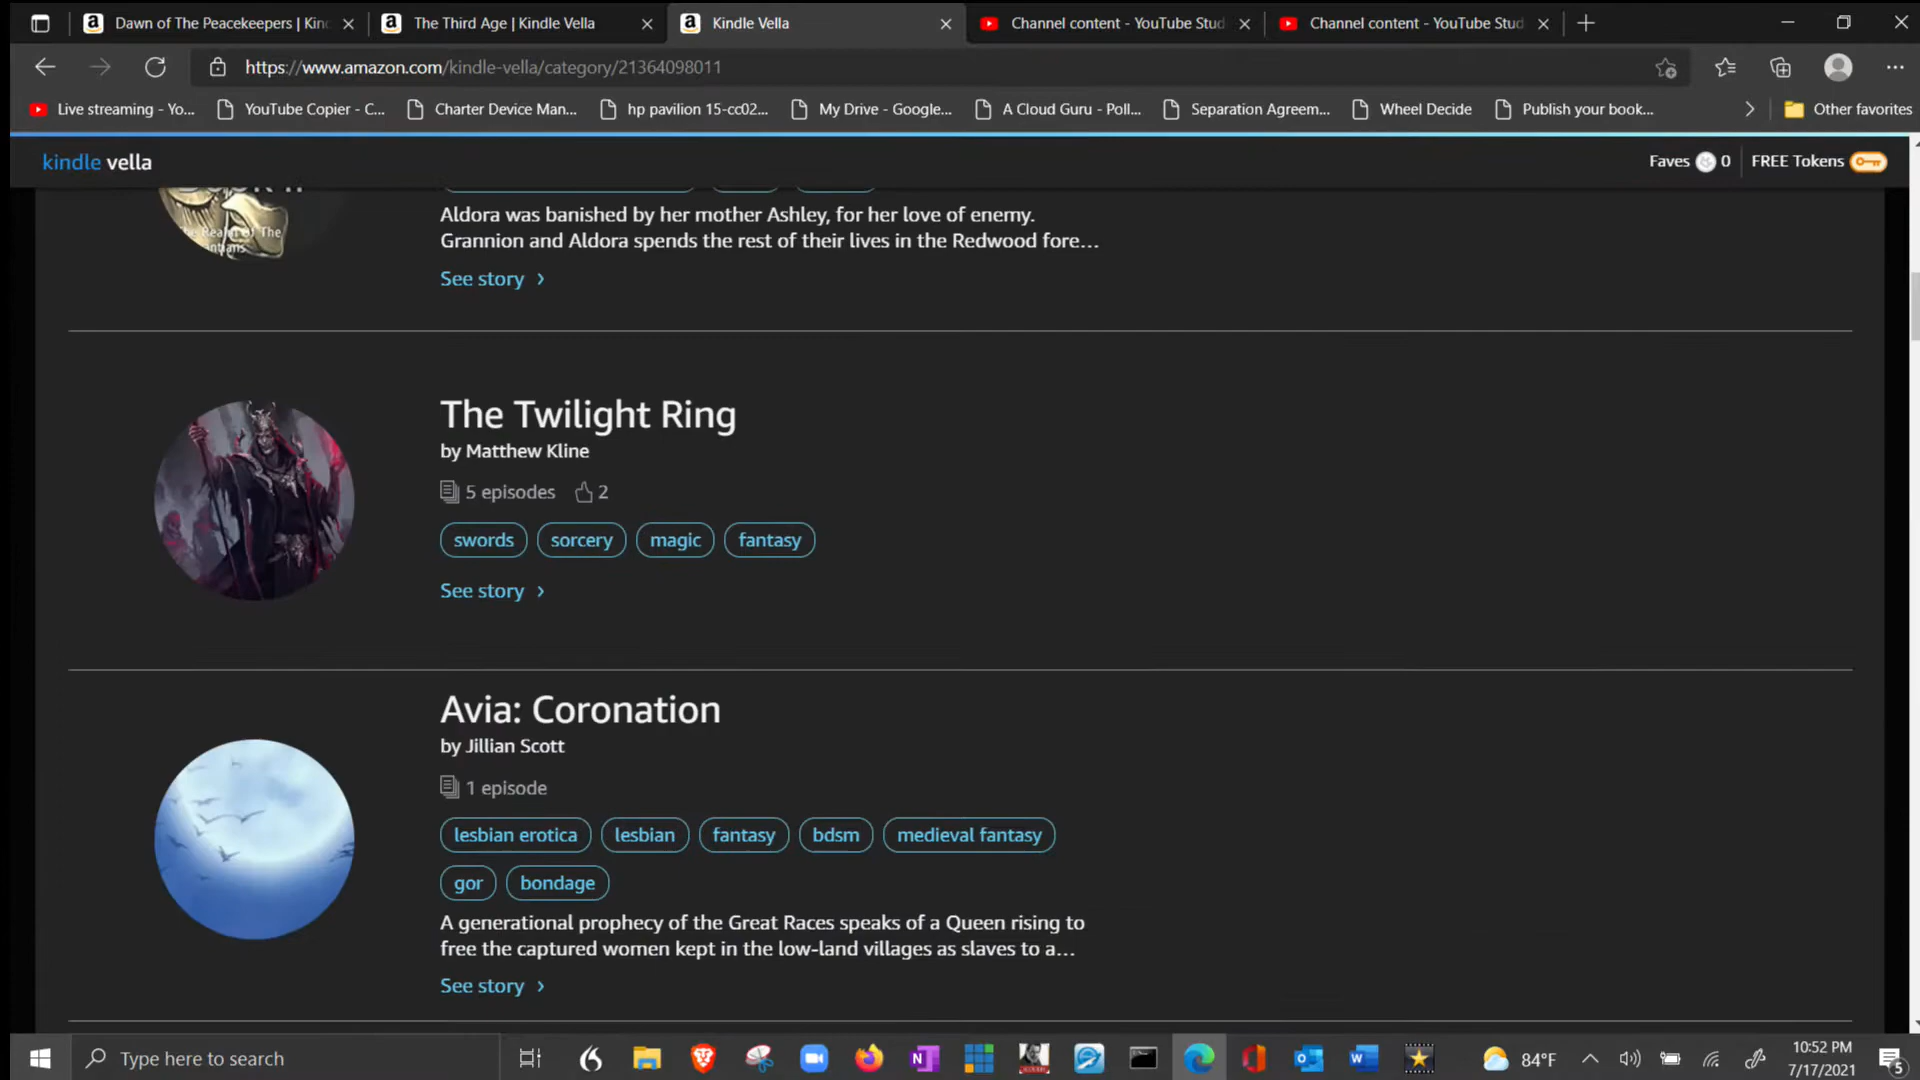 Dawn of The Peacekeepers | Kin
The Third Age | Kindle Vella
Kindle Vella
Channel content - YouTube Stud
Channel content - YouTube Stud
https://www.amazon.com/kindle-vella/category/21364098011
Live streaming - Yo...
YouTube Copier - C...
Charter Device Man...
hp pavilion 15-cc02...
My Drive - Google...
A Cloud Guru - Poll...
Separation Agreem...
Wheel Decide
Publish your book...
Other favorites
kindle vella
Faves 0
FREE Tokens
Aldora was banished by her mother Ashley, for her love of enemy.
Grannion and Aldora spends the rest of their lives in the Redwood fore...
See story
The Twilight Ring
by Matthew Kline
5 episodes 2
swords sorcery magic fantasy
See story
Avia: Coronation
by Jillian Scott
1 episode
lesbian erotica lesbian fantasy bdsm medieval fantasy
gor bondage
A generational prophecy of the Great Races speaks of a Queen rising to
free the captured women kept in the low-land villages as slaves to a...
See story
Type here to search
84°F
10:52 PM
7/17/2021
5